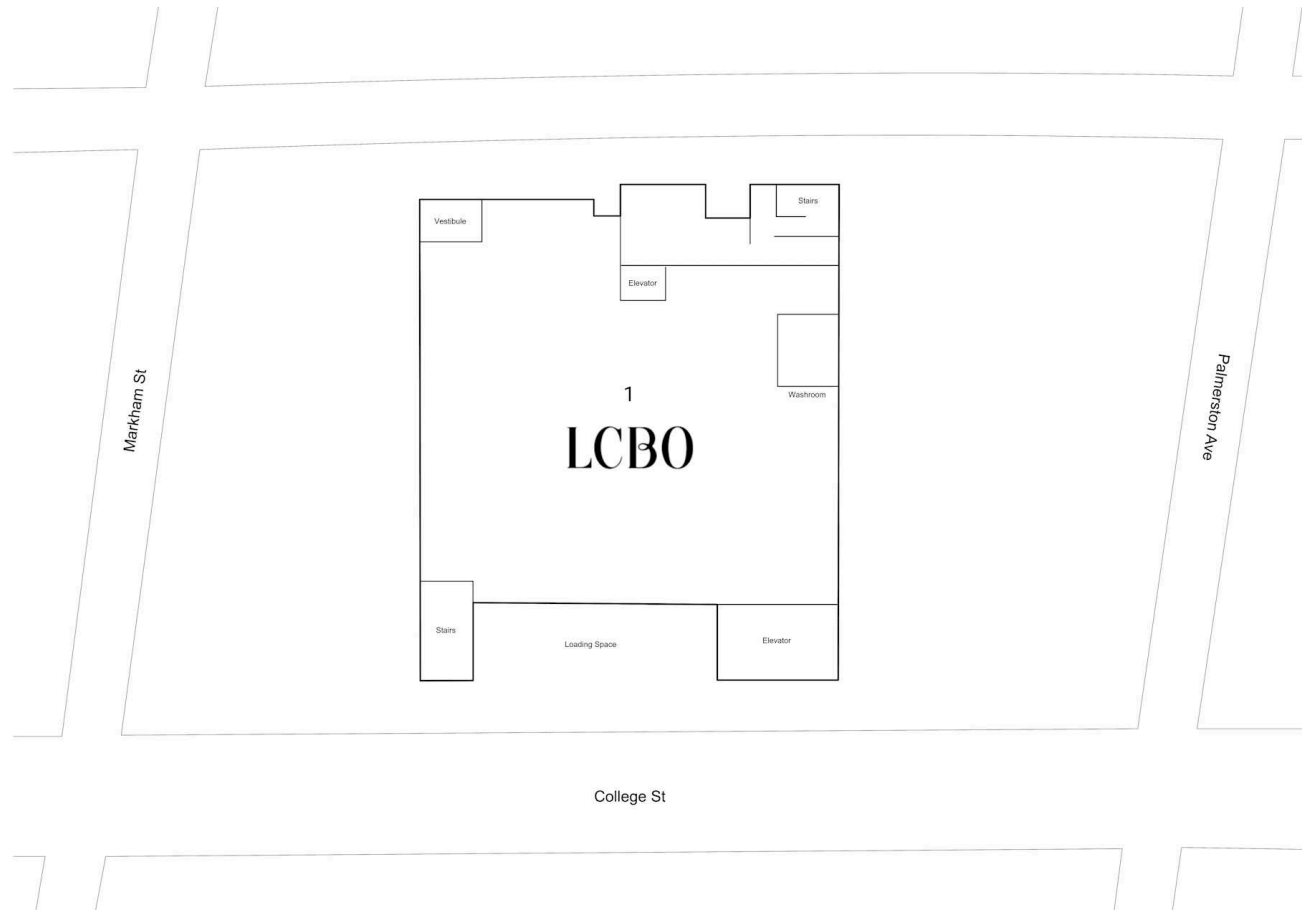 Stairs
Vestibule
Elevator
1
Washroom
LCBO
Markham St
Palmerston Ave
Stairs
Loading Space
Elevator
College St